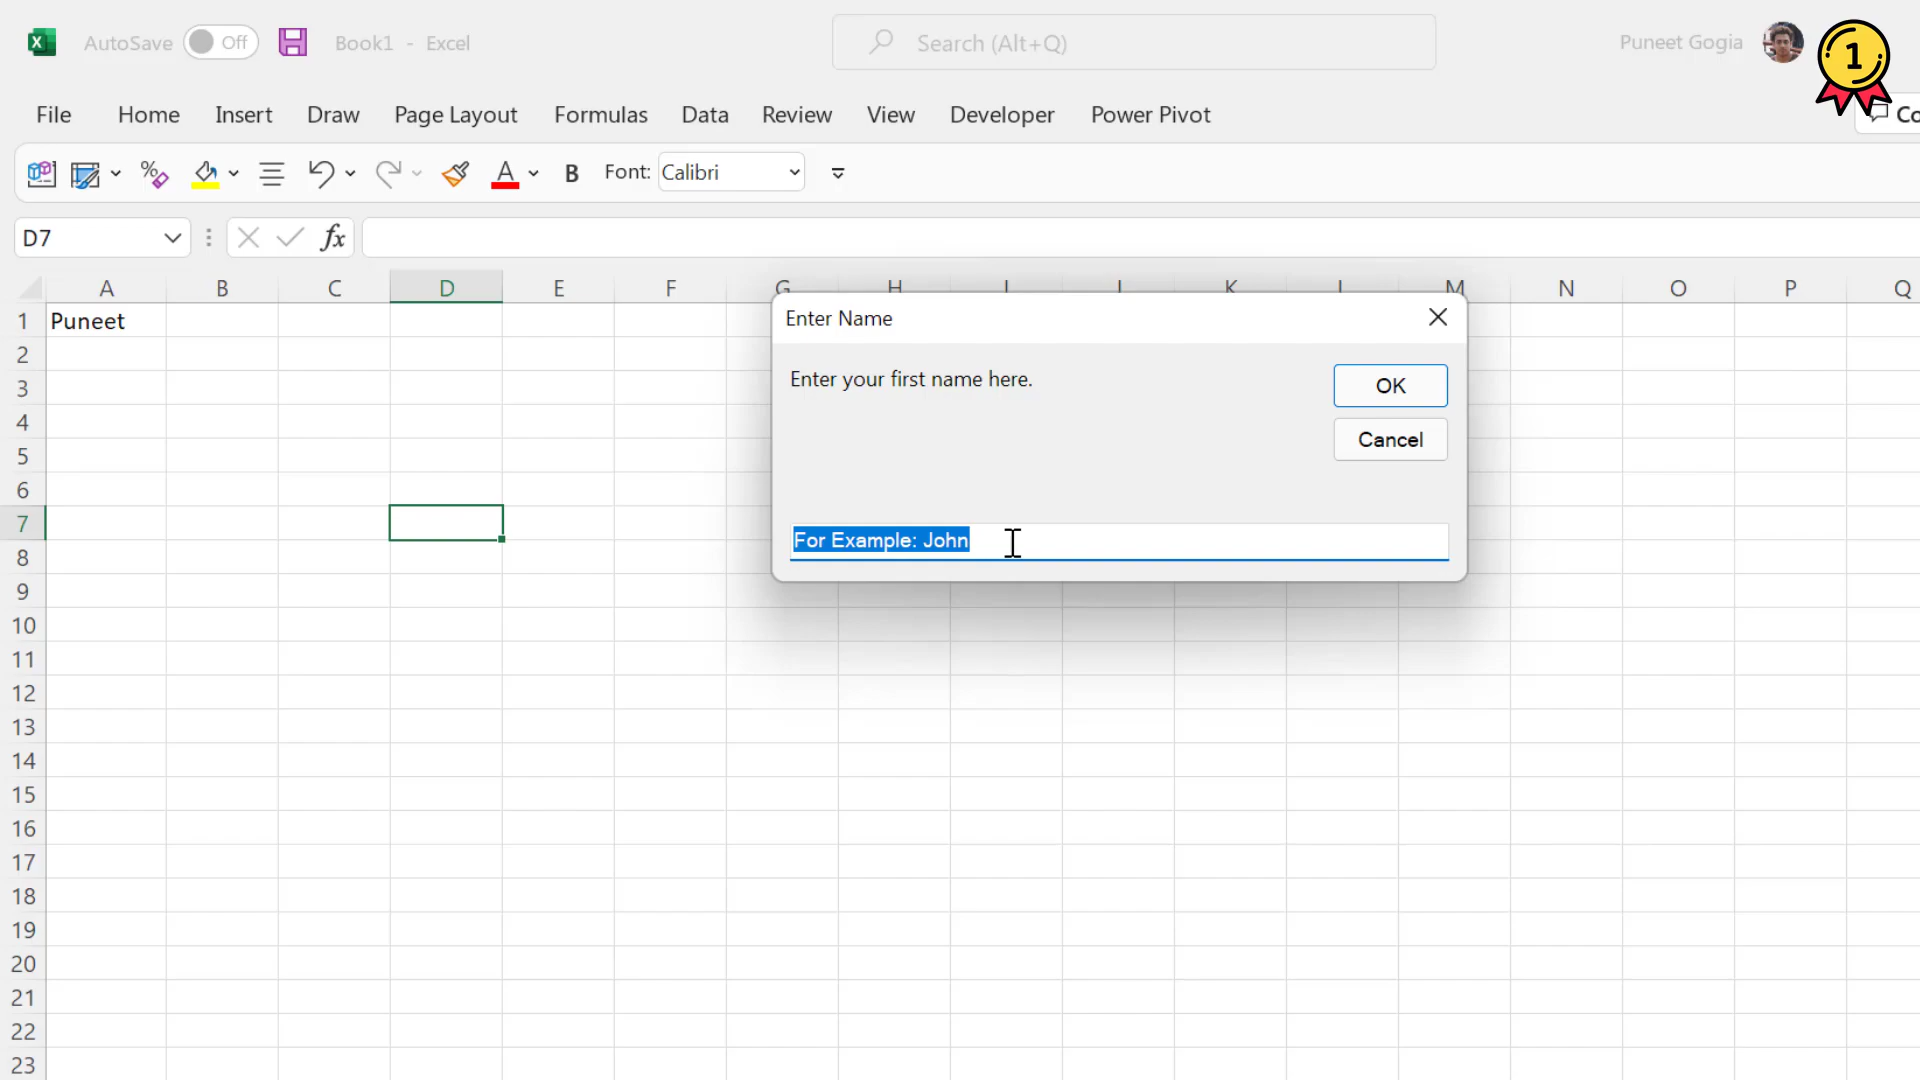 AutoSave Off Book1 - Excel Search (Alt+Q) Puneet Gogia 1
File Home Insert Draw Page Layout Formulas Data Review View Developer Power Pivot Co
A B Font: Calibri
D7 fx
A B C D E F G H I J K L M N O P Q
1 Puneet
2
3
4
5
6
7
8
9
10
11
12
13
14
15
16
17
18
19
20
21
22
23
Enter Name
Enter your first name here.
OK
Cancel
For Example: John